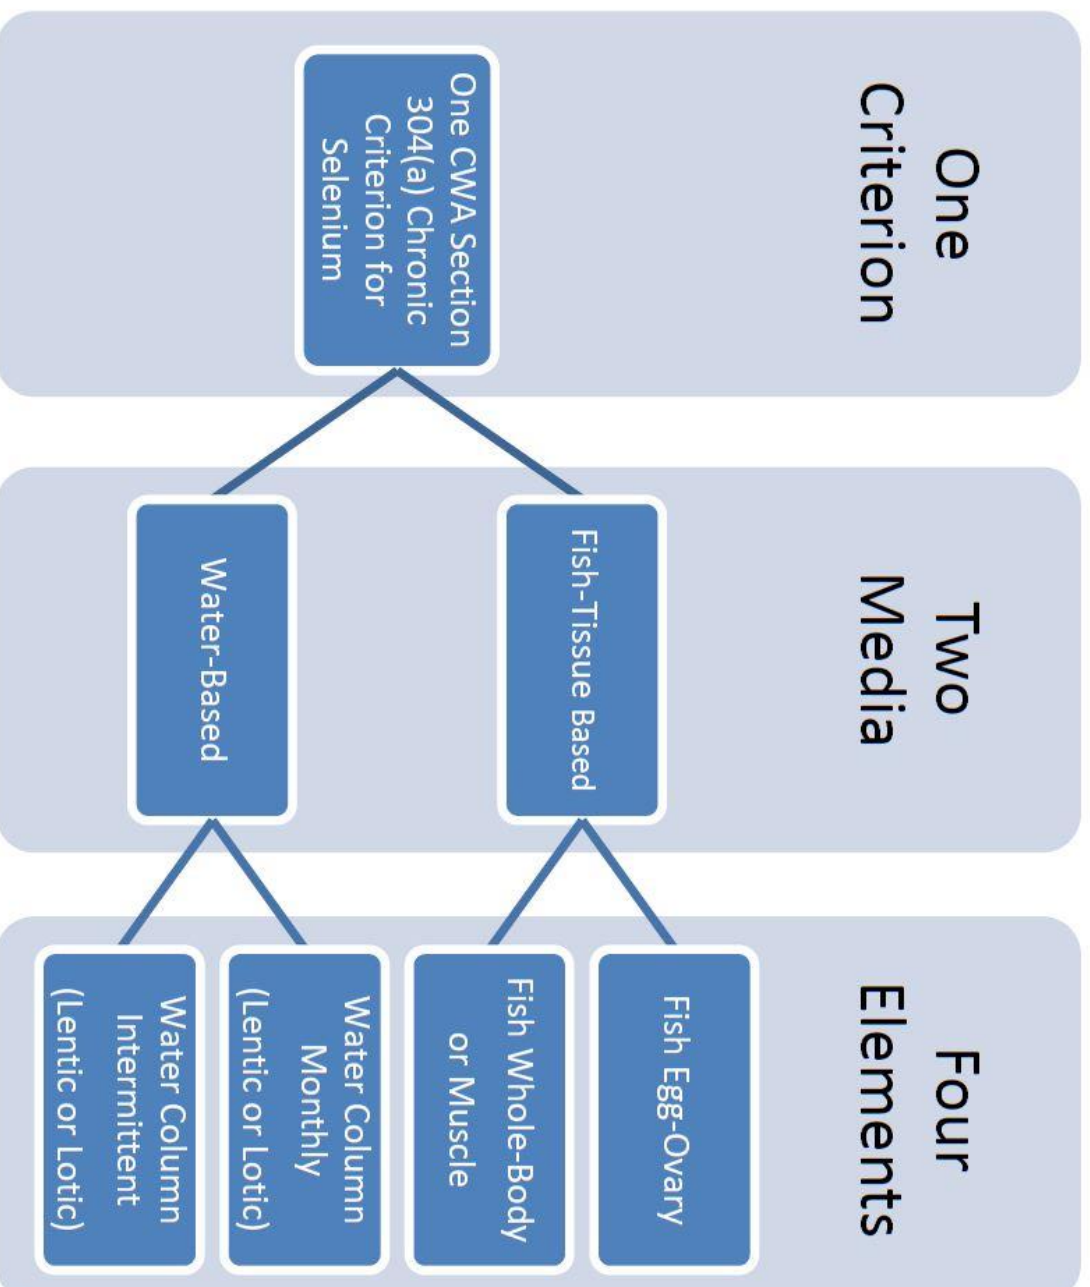 One
Criterion
Two
Media
Four
Elements
One CWA Section
304(a) Chronic
Criterion for
Selenium
Fish-Tissue Based
Water-Based
Fish Egg-Ovary
Fish Whole-Body
or Muscle
Water Column
Monthly
(Lentic or Lotic)
Water Column
Intermittent
(Lentic or Lotic)